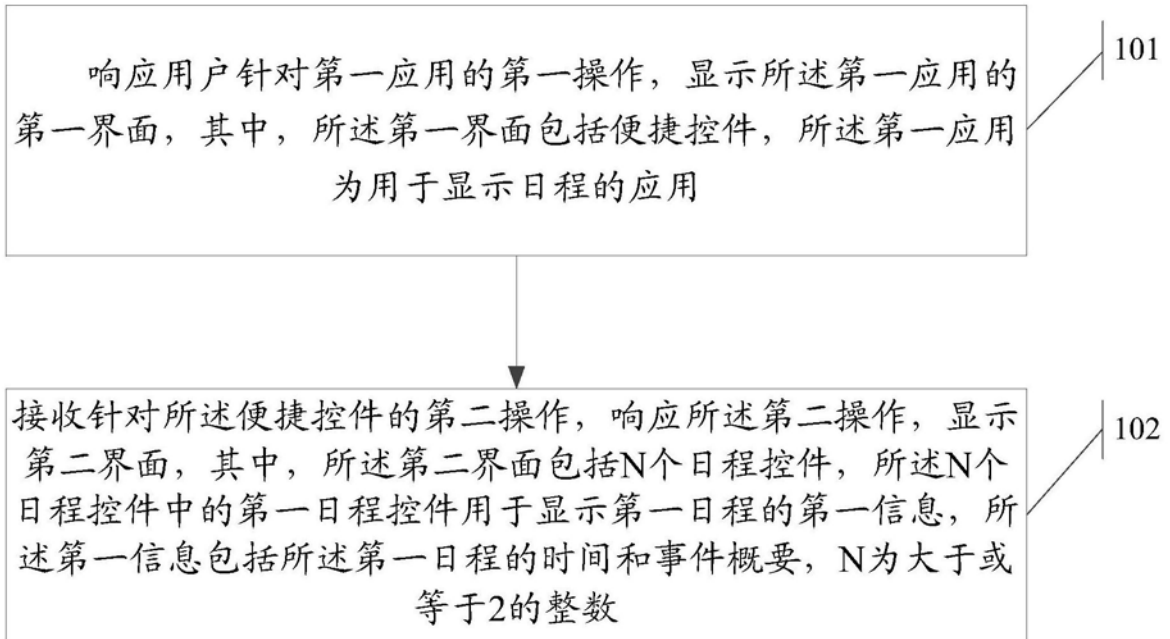 响应用户针对第一应用的第一操作，显示所述第一应用的
第一界面，其中，所述第一界面包括便捷控件，所述第一应用
为用于显示日程的应用
101
接收针对所述便捷控件的第二操作，响应所述第二操作，显示
第二界面，其中，所述第二界面包括N个日程控件，所述N个
日程控件中的第一日程控件用于显示第一日程的第一信息，所
述第一信息包括所述第一日程的时间和事件概要，N为大于或
等于2的整数
102